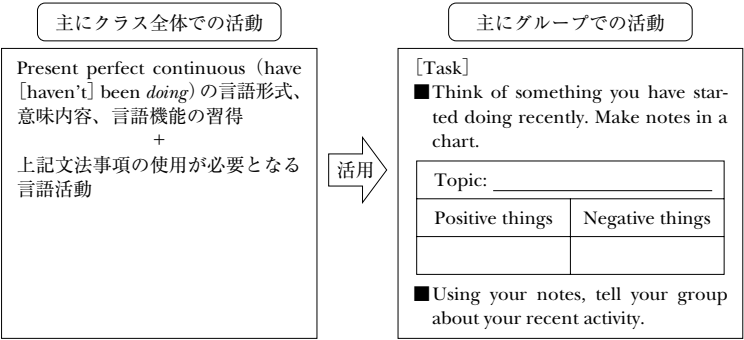 主にクラス全体での活動
Present perfect continuous（have
［haven't］been doing）の言語形式、
意味内容、言語機能の習得
+
上記文法事項の使用が必要となる
言語活動
活用
主にグループでの活動
［Task］
■Think of something you have star-
ted doing recently. Make notes in a
chart.
Topic:
Positive things
Negative things
■Using your notes, tell your group
about your recent activity.